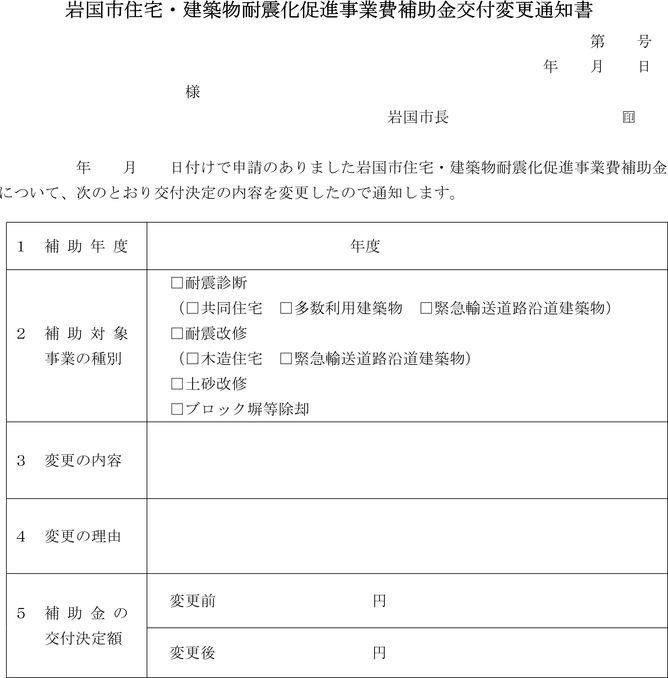 岩国市住宅・建築物耐震化促進事業費補助金交付変更通知書
第　　号
年　　月　　日
様
岩国市長　　　　　　　　　　　㊞
年　　月　　日付けで申請のありました岩国市住宅・建築物耐震化促進事業費補助金
について、次のとおり交付決定の内容を変更したので通知します。
１　補 助 年 度　　　　　　　　年度
□耐震診断
（□共同住宅　□多数利用建築物　□緊急輸送道路沿道建築物）
２　補 助 対 象　□耐震改修
事業の種別　（□木造住宅　□緊急輸送道路沿道建築物）
□土砂改修
□ブロック塀等除却
３　変更の内容
４　変更の理由
５　補 助 金 の
交付決定額
変更前　　　　　　　　　　円
変更後　　　　　　　　　　円